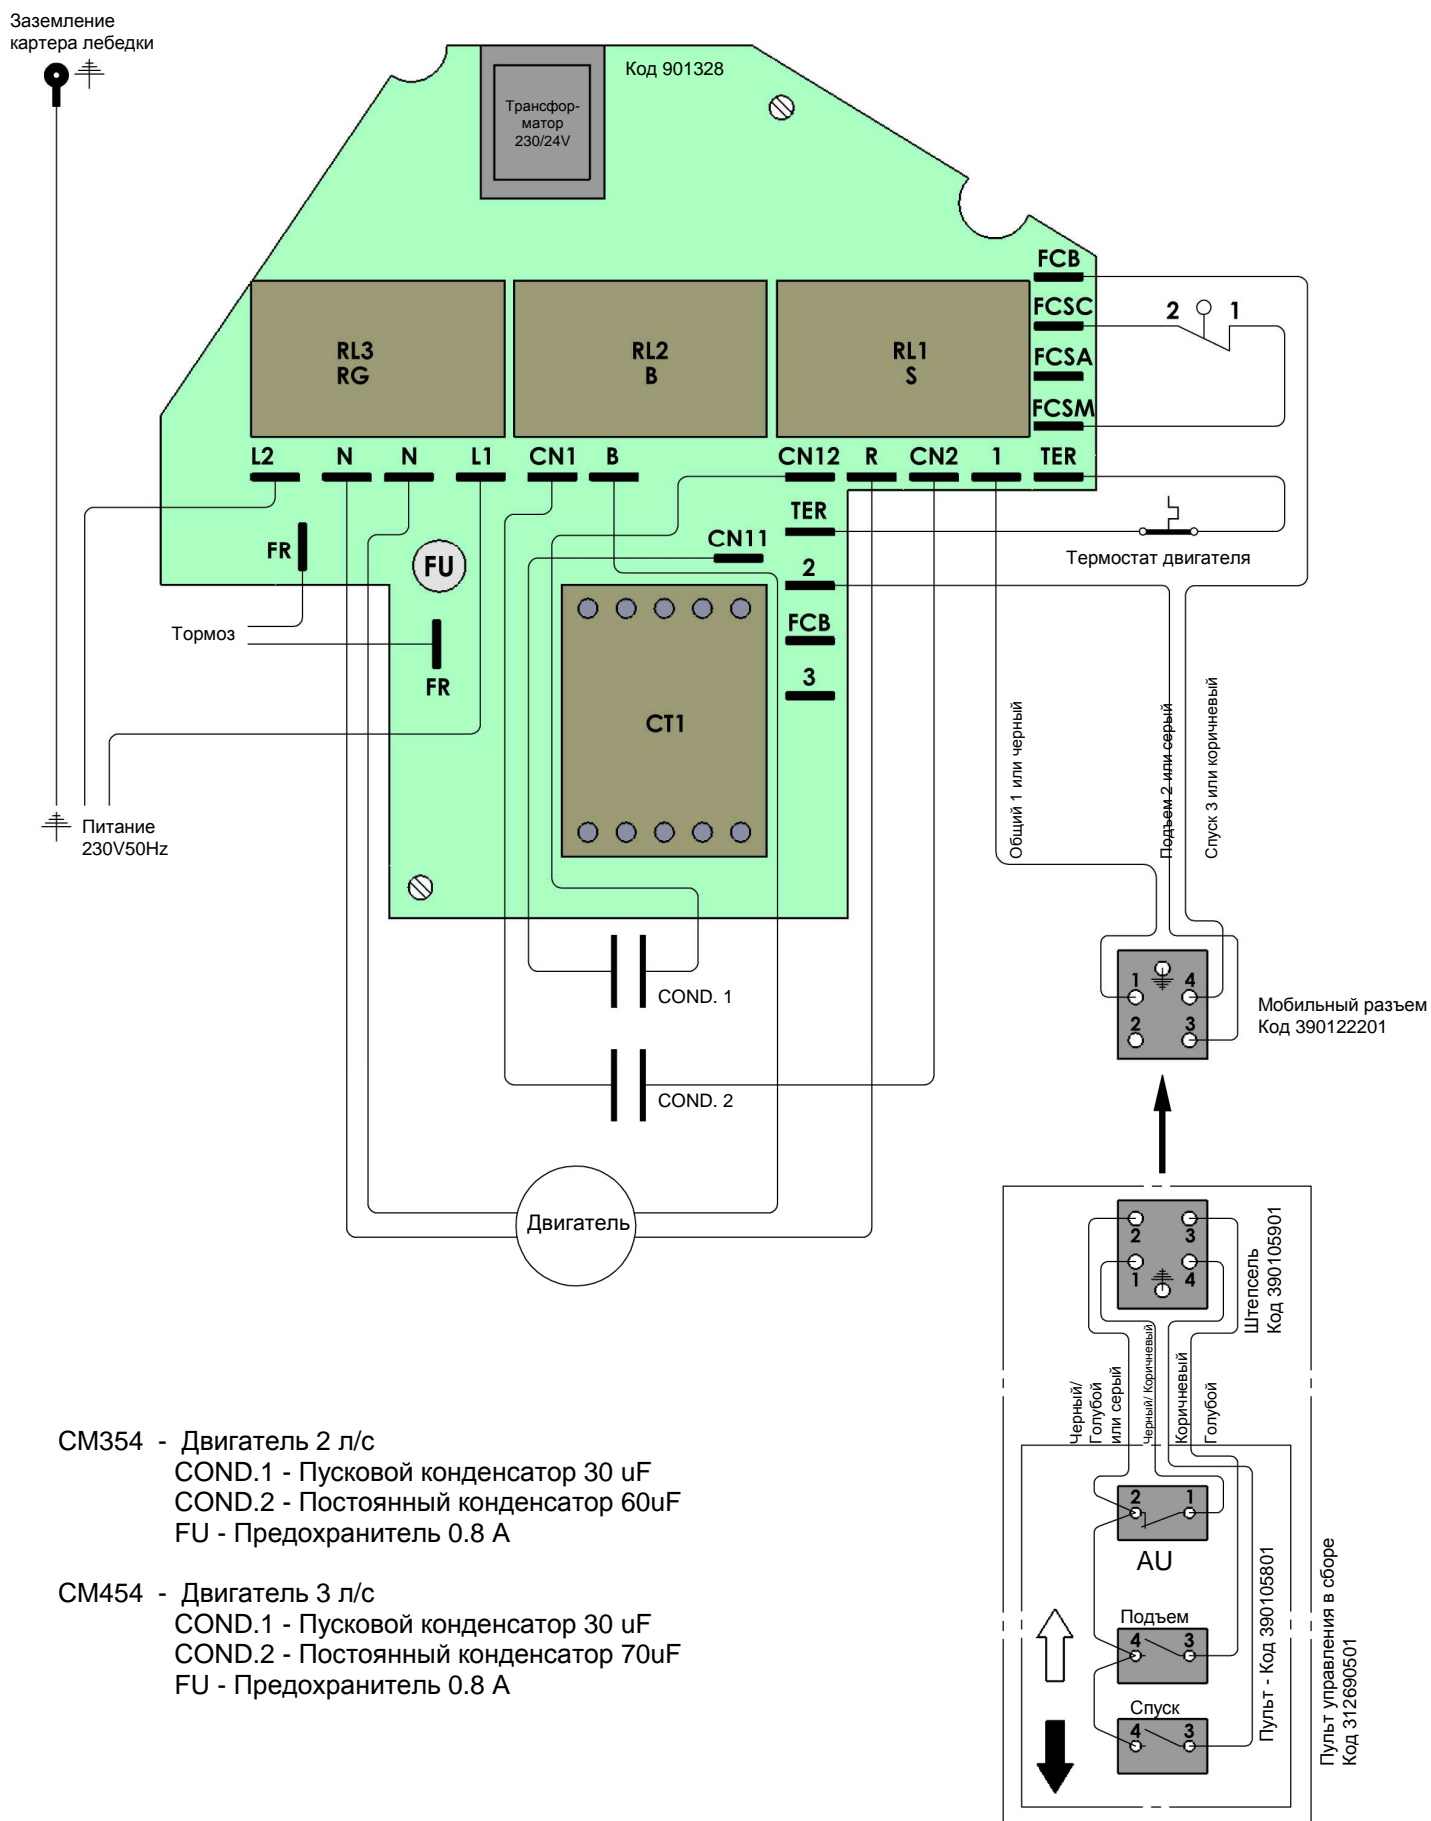 Заземление
картера лебедки
Код 901328
Трансфор-
матор
230/24V
FCB
FCSC
2 1
FCSA
FCSM
RL3
RG
RL2
B
RL1
S
L2 N N L1 CN1 B CN12 R CN2 1 TER
TER
CN11
FR
FU
2
Термостат двигателя
Тормоз
FCB
FR
3
CT1
Общий 1 или черный
Подъем 2 или серый
Спуск 3 или коричневый
Питание
230V50Hz
COND. 1
COND. 2
1 4
2 3
Мобильный разъем
Код 390122201
Двигатель
2 3
1 4
Штепсель
Код 390105901
Черный/
Голубой
или серый
Черный/ Коричневый
Коричневый
Голубой
2 1
AU
Подъем
4 3
Спуск
4 3
Пульт - Код 390105801
Пульт управления в сборе
Код 312690501
CM354 - Двигатель 2 л/с
COND.1 - Пусковой конденсатор 30 uF
COND.2 - Постоянный конденсатор 60uF
FU - Предохранитель 0.8 A
CM454 - Двигатель 3 л/с
COND.1 - Пусковой конденсатор 30 uF
COND.2 - Постоянный конденсатор 70uF
FU - Предохранитель 0.8 A